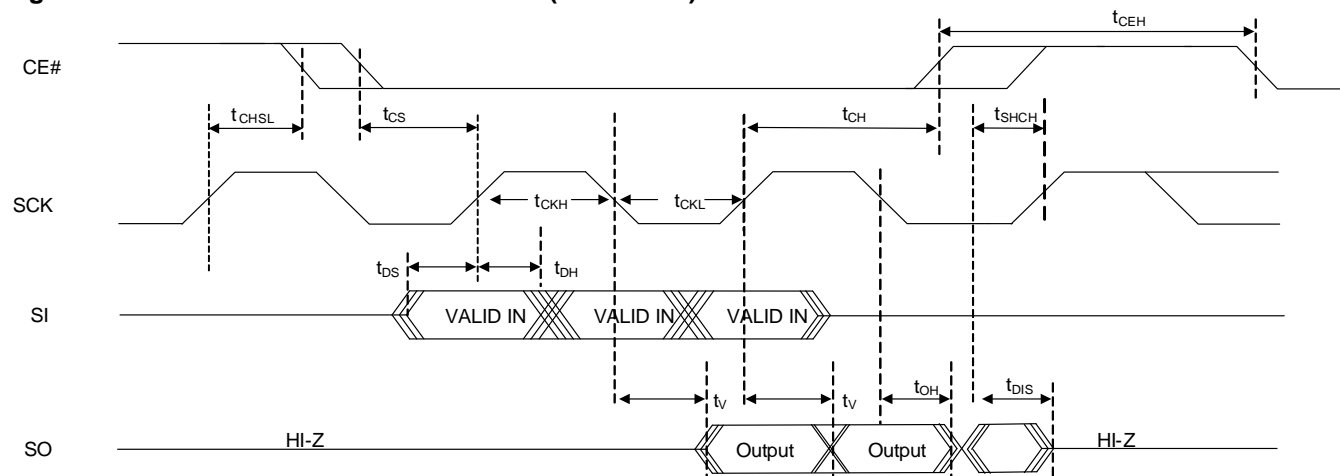 tCEH
CE#
tCHSL
tCS
tCH
tSHCH
SCK
tCKH
tCKL
tDS
tDH
SI
VALID IN
VALID IN
VALID IN
tV
tV
tOH
tDIS
SO
HI-Z
Output
Output
HI-Z